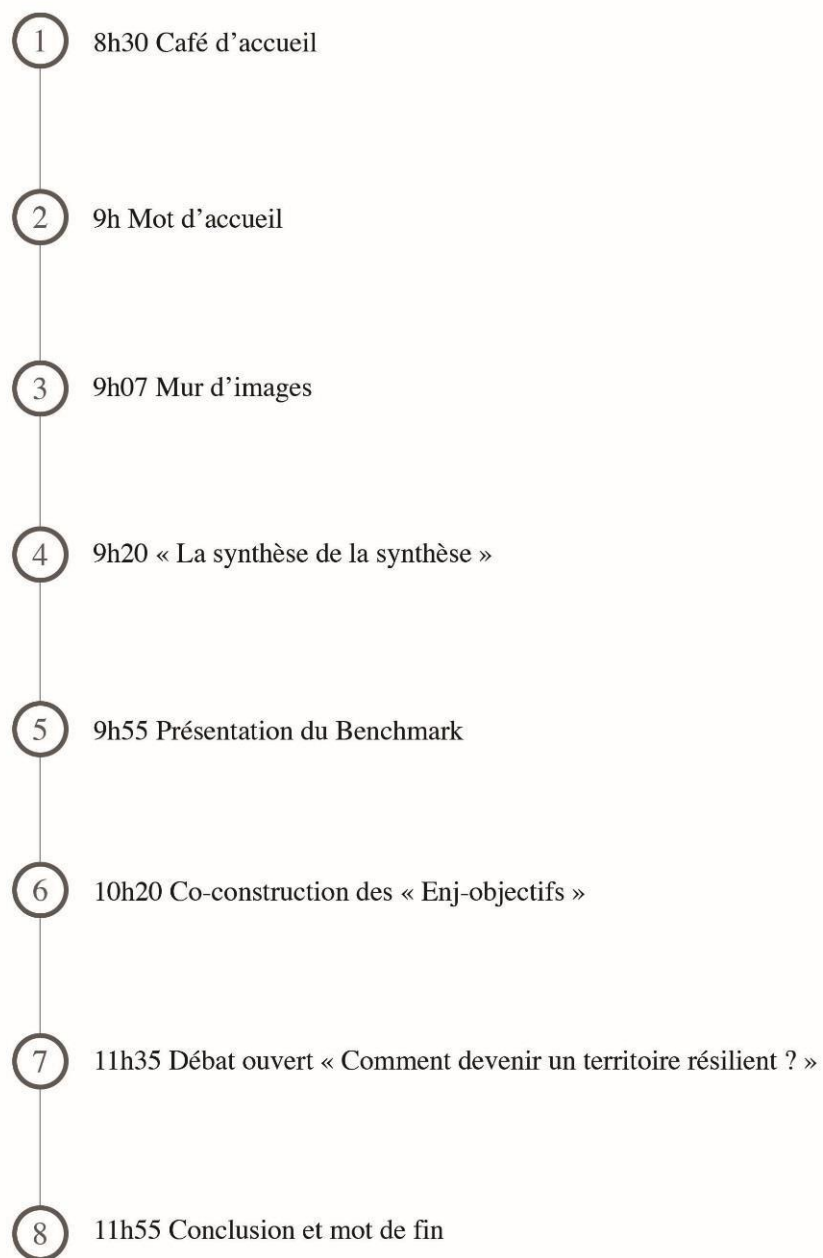 1 8h30 Café d’accueil
2 9h Mot d’accueil
3 9h07 Mur d’images
4 9h20 « La synthèse de la synthèse »
5 9h55 Présentation du Benchmark
6 10h20 Co-construction des « Enj-objectifs »
7 11h35 Débat ouvert « Comment devenir un territoire résilient ? »
8 11h55 Conclusion et mot de fin